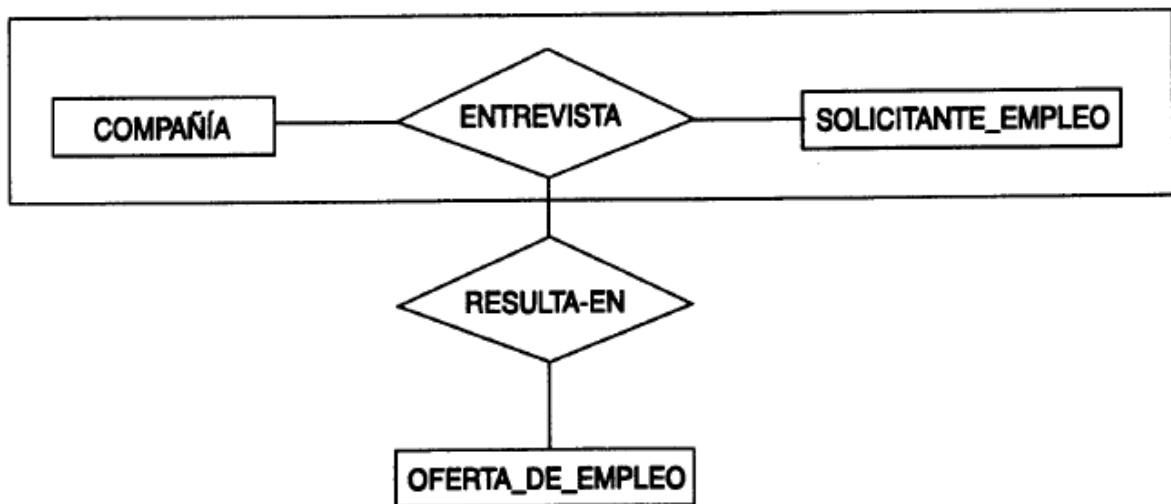 COMPAÑÍA
ENTREVISTA
SOLICITANTE_EMPLEO
RESULTA-EN
OFERTA_DE_EMPLEO